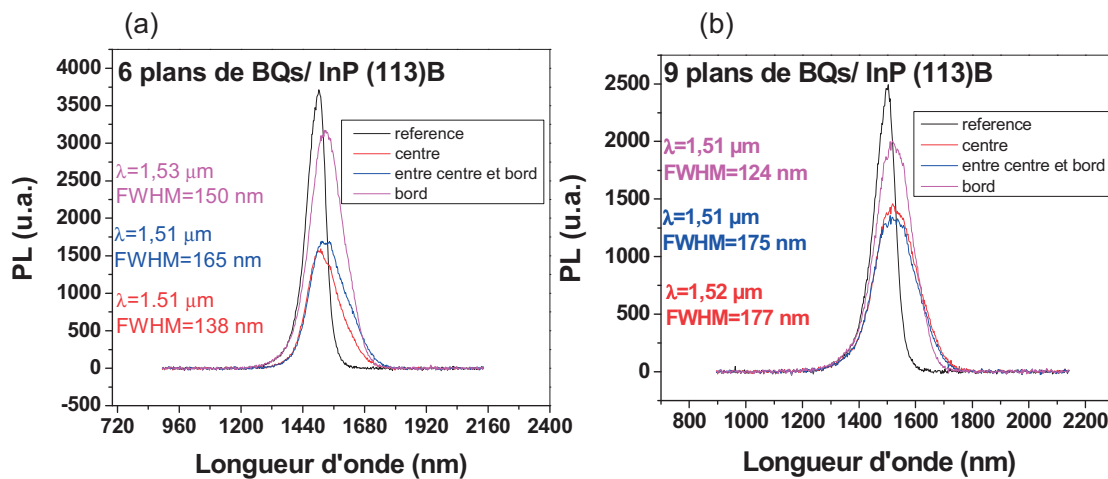 (a)
6 plans de BQs/ InP (113)B
4000
3500
3000
2500
2000
1500
1000
500
0
-500
PL (u.a.)
reference
centre
entre centre et bord
bord
λ=1,53 µm
FWHM=150 nm
λ=1,51 µm
FWHM=165 nm
λ=1.51 µm
FWHM=138 nm
720 960 1200 1440 1680 1920 2160 2400
Longueur d'onde (nm)
(b)
9 plans de BQs/ InP (113)B
2500
2000
1500
1000
500
0
PL (u.a.)
reference
centre
entre centre et bord
bord
λ=1,51 µm
FWHM=124 nm
λ=1,51 µm
FWHM=175 nm
λ=1,52 µm
FWHM=177 nm
800 1000 1200 1400 1600 1800 2000 2200
Longueur d'onde (nm)